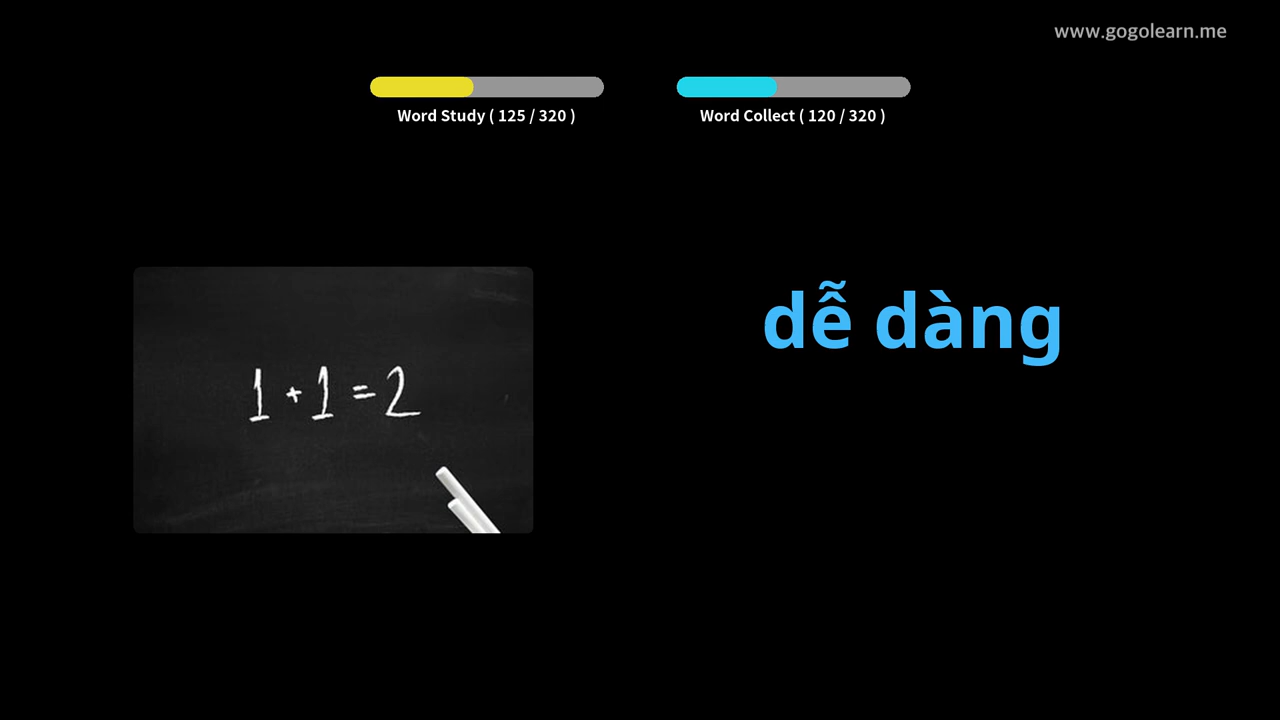 www.gogolearn.me
Word Study ( 125 / 320 )
Word Collect ( 120 / 320 )
dễ dàng
1 + 1 = 2